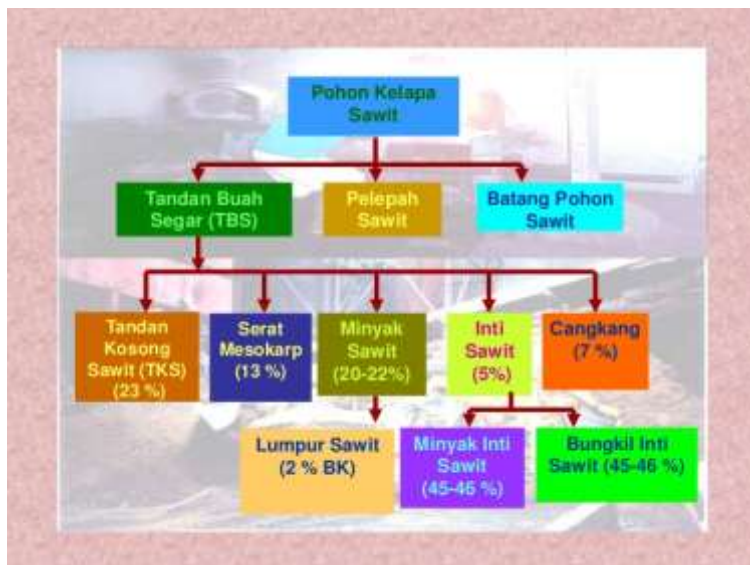 Pohon Kelapa
Sawit
Tandan Buah
Segar (TBS)
Pelepah
Sawit
Batang Pohon
Sawit
Tandan
Kosong
Sawit (TKS)
(23 %)
Serat
Mesokarp
(13 %)
Minyak
Sawit
(20-22%)
Inti
Sawit
(5%)
Cangkang
(7 %)
Lumpur Sawit
(2 % BK)
Minyak Inti
Sawit
(45-46 %)
Bungkil Inti
Sawit (45-46 %)